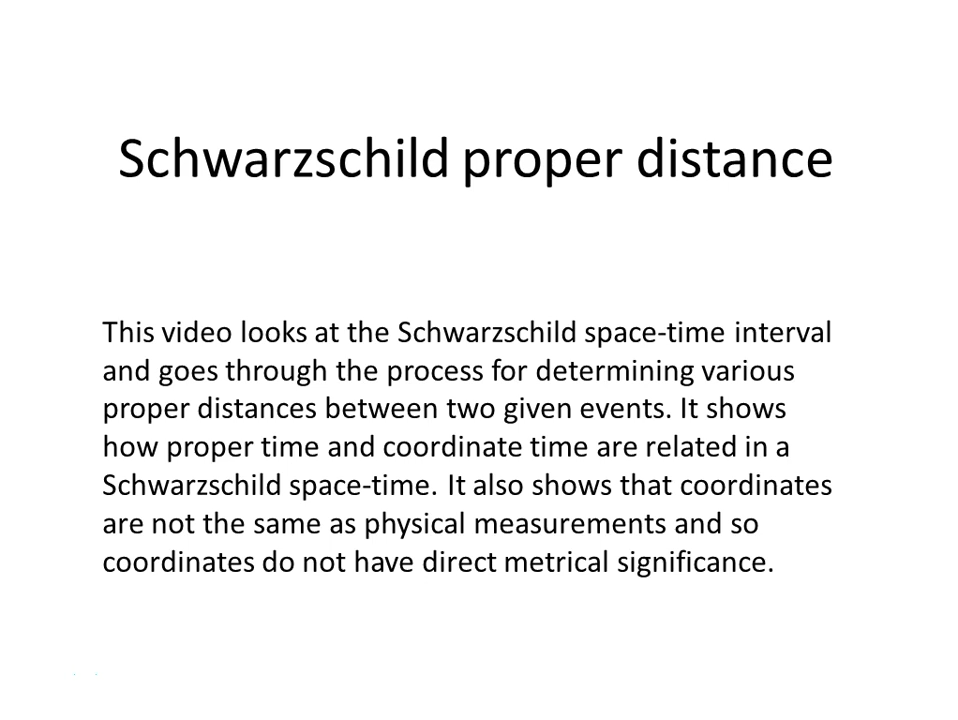 Schwarzschild proper distance
This video looks at the Schwarzschild space-time interval
and goes through the process for determining various
proper distances between two given events. It shows
how proper time and coordinate time are related in a
Schwarzschild space-time. It also shows that coordinates
are not the same as physical measurements and so
coordinates do not have direct metrical significance.